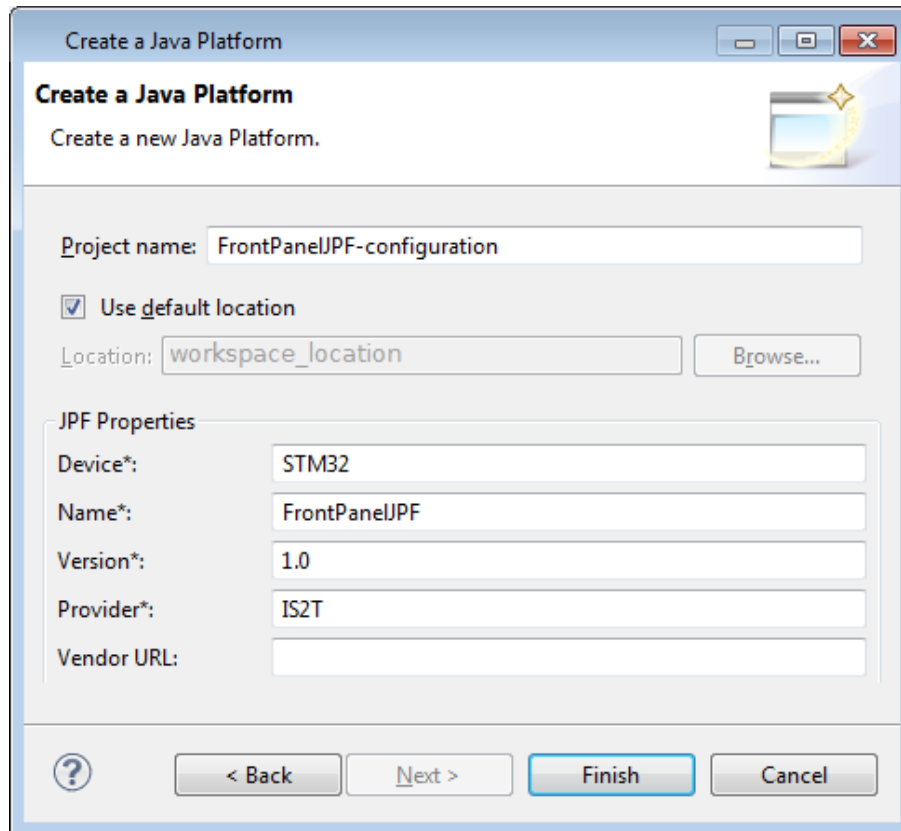 Create a Java Platform
Create a Java Platform
Create a new Java Platform.
Project name: FrontPanelJPF-configuration
Use default location
Location: workspace_location Browse...
JPF Properties
Device*: STM32
Name*: FrontPanelJPF
Version*: 1.0
Provider*: IS2T
Vendor URL:
? < Back Next > Finish Cancel